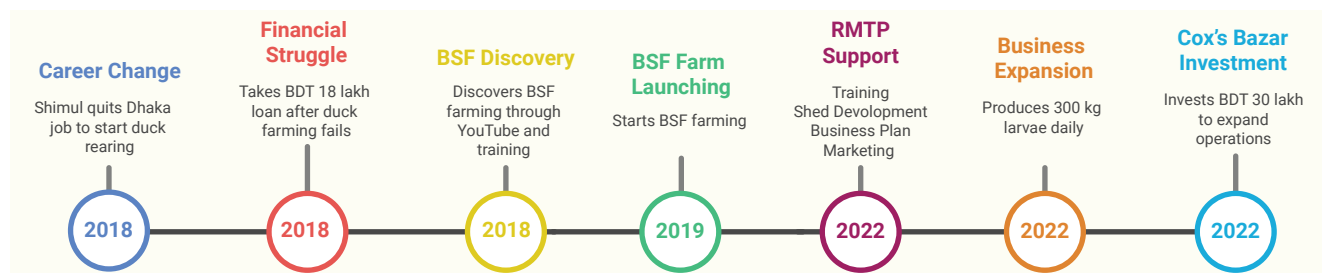 Career Change
Shimul quits Dhaka
job to start duck
rearing
2018
Financial
Struggle
Takes BDT 18 lakh
loan after duck
farming fails
2018
BSF Discovery
Discovers BSF
farming through
YouTube and
training
2018
BSF Farm
Launching
Starts BSF farming
2019
RMTP
Support
Training
Shed Devolopment
Business Plan
Marketing
2022
Business
Expansion
Produces 300 kg
larvae daily
2022
Cox's Bazar
Investment
Invests BDT 30 lakh
to expand
operations
2022